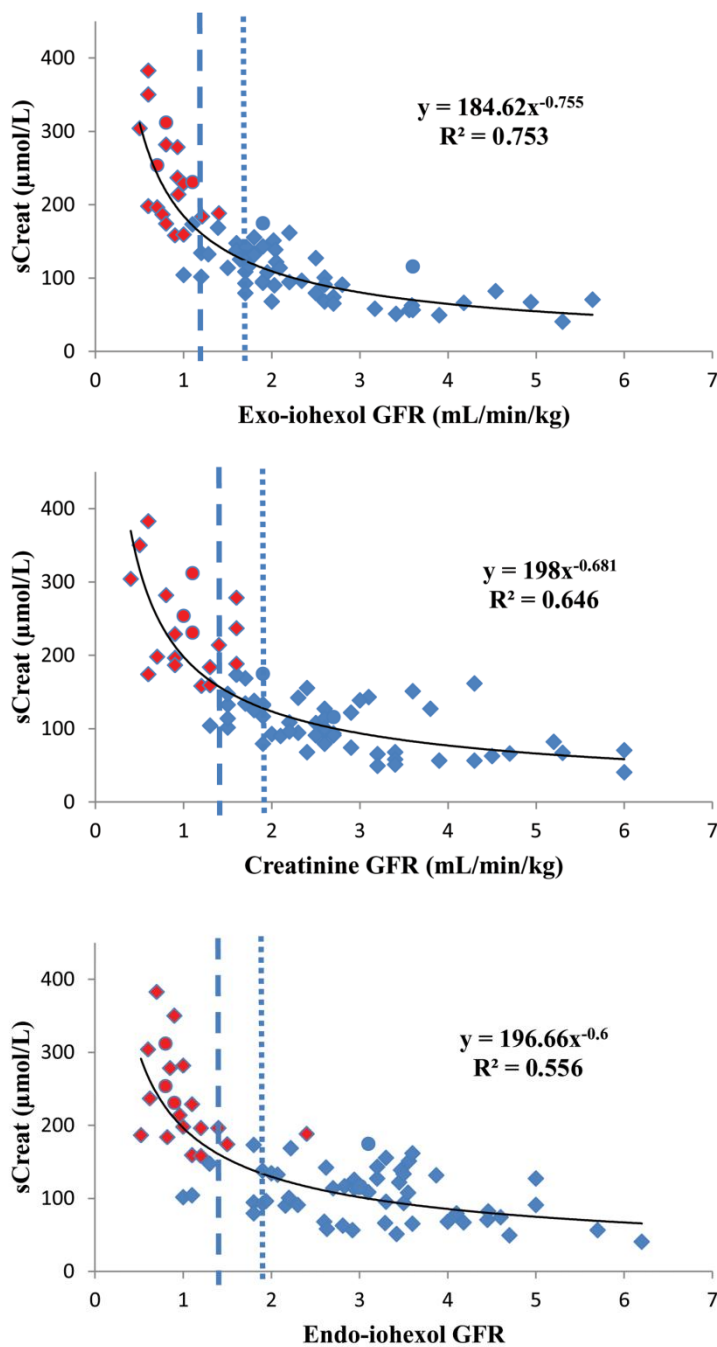 400
y = 184.62x^-0.755
R² = 0.753
300
sCreat (µmol/L)
200
100
0
0 1 2 3 4 5 6 7
Exo-iohexol GFR (mL/min/kg)
400
y = 198x^-0.681
R² = 0.646
300
sCreat (µmol/L)
200
100
0
0 1 2 3 4 5 6 7
Creatinine GFR (mL/min/kg)
400
y = 196.66x^-0.6
R² = 0.556
300
sCreat (µmol/L)
200
100
0
0 1 2 3 4 5 6 7
Endo-iohexol GFR